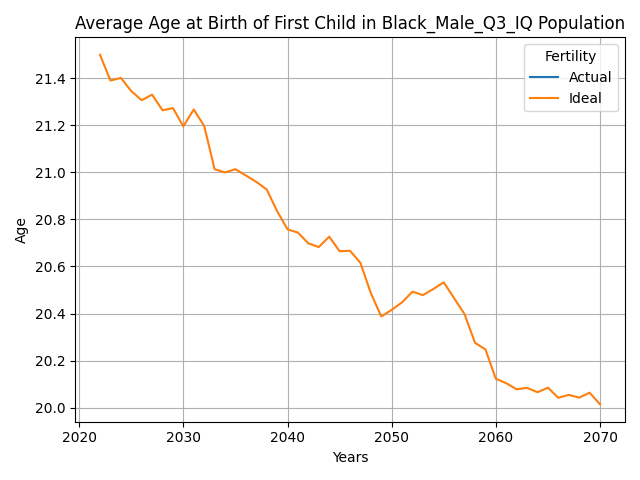 Average Age at Birth of First Child in Black_Male_Q3_IQ Population
Fertility
Actual
Ideal
21.4
21.2
21.0
20.8
20.6
20.4
20.2
20.0
Age
2020
2030
2040
2050
2060
2070
Years